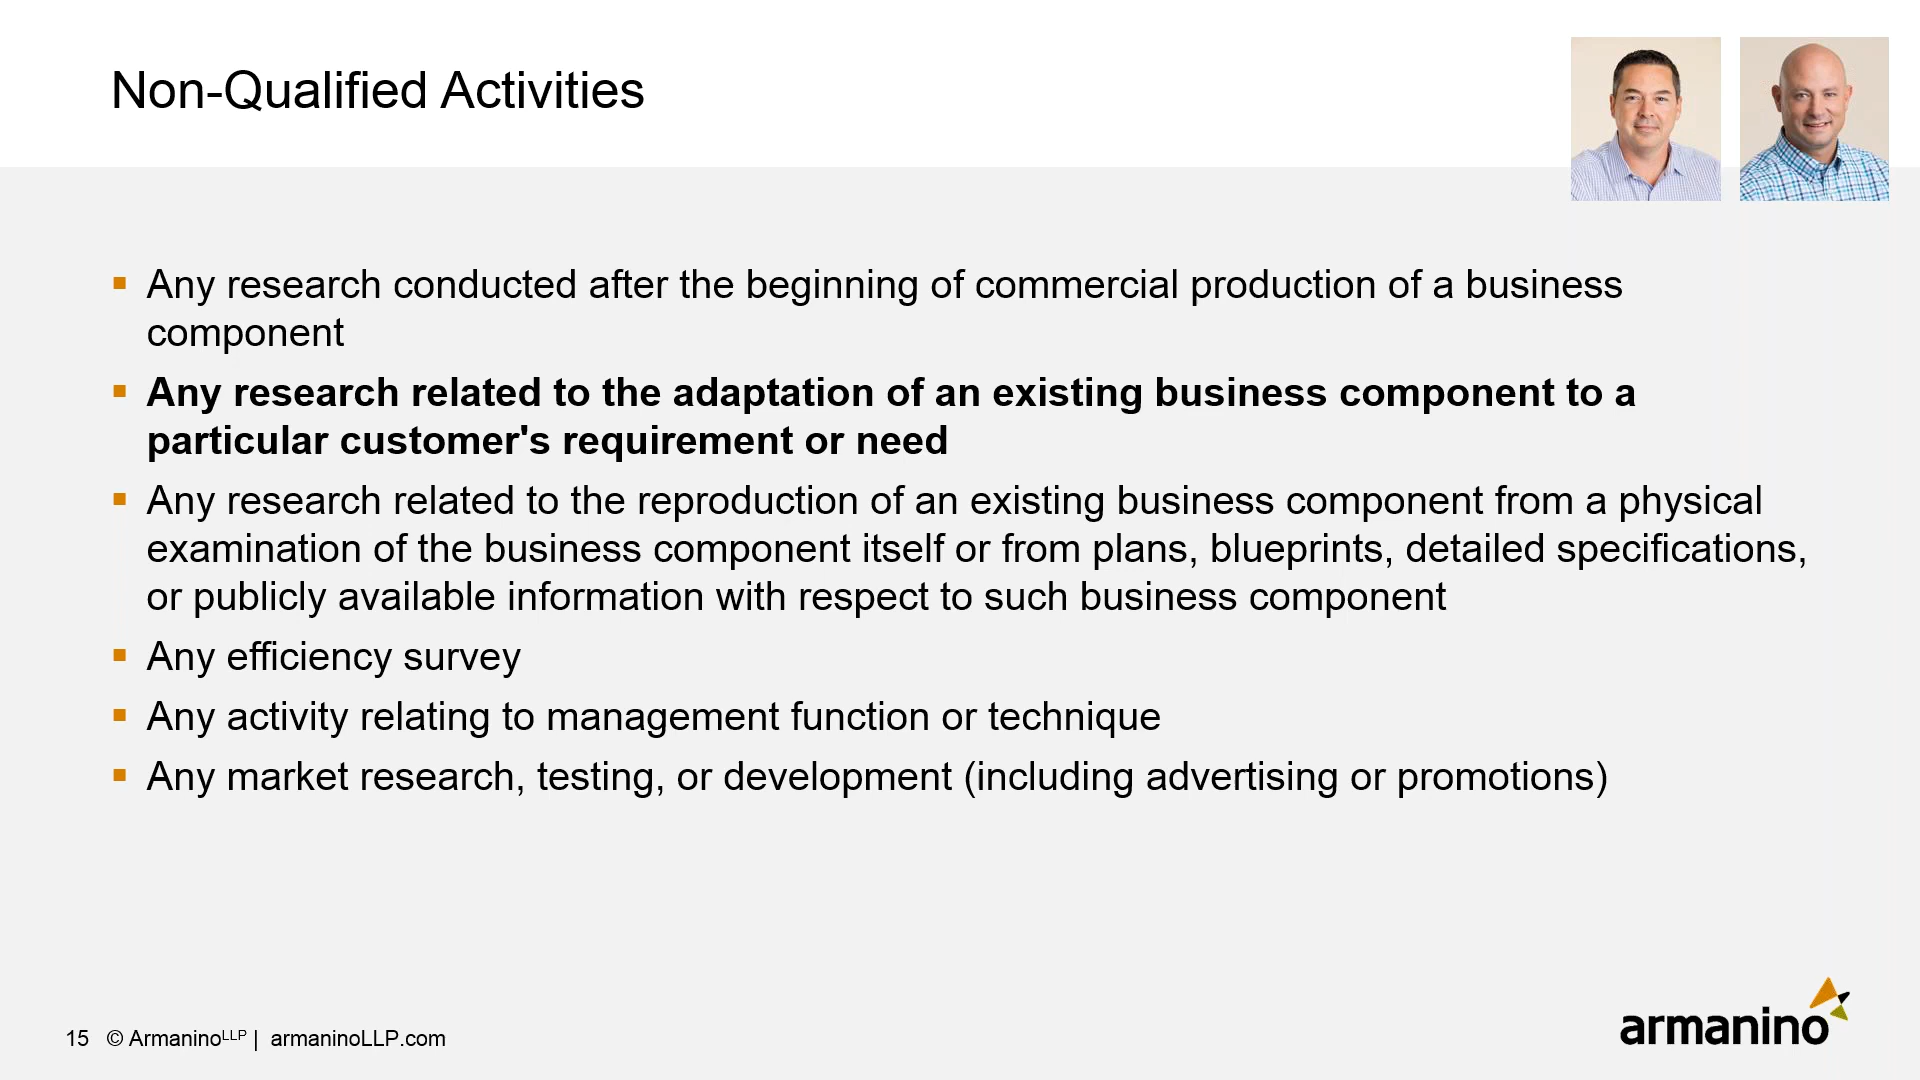 Non-Qualified Activities
Any research conducted after the beginning of commercial production of a business
component
Any research related to the adaptation of an existing business component to a
particular customer's requirement or need
Any research related to the reproduction of an existing business component from a physical
examination of the business component itself or from plans, blueprints, detailed specifications,
or publicly available information with respect to such business component
Any efficiency survey
Any activity relating to management function or technique
Any market research, testing, or development (including advertising or promotions)
15 © ArmaninoLLP | armaninoLLP.com
armanino